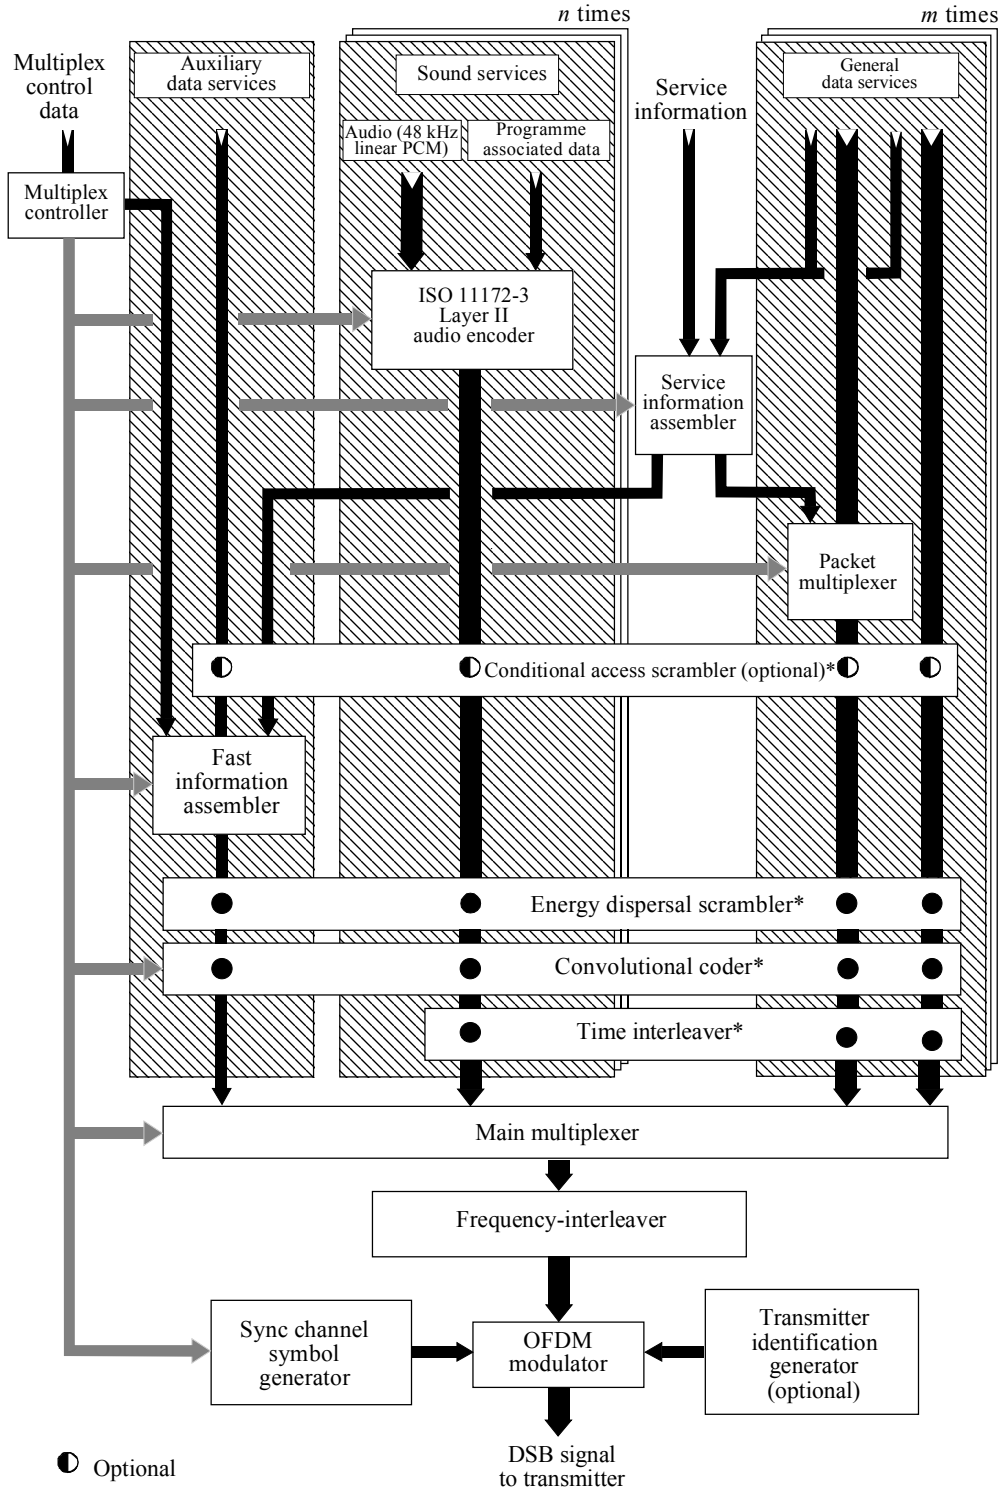 n times
m times
Multiplex
control
data
Auxiliary
data services
Sound services
Service
information
General
data services
Audio (48 kHz
linear PCM)
Programme
associated data
Multiplex
controller
ISO 11172-3
Layer II
audio encoder
Service
information
assembler
Packet
multiplexer
Conditional access scrambler (optional)*
Fast
information
assembler
Energy dispersal scrambler*
Convolutional coder*
Time interleaver*
Main multiplexer
Frequency-interleaver
Sync channel
symbol
generator
OFDM
modulator
Transmitter
identification
generator
(optional)
DSB signal
to transmitter
Optional